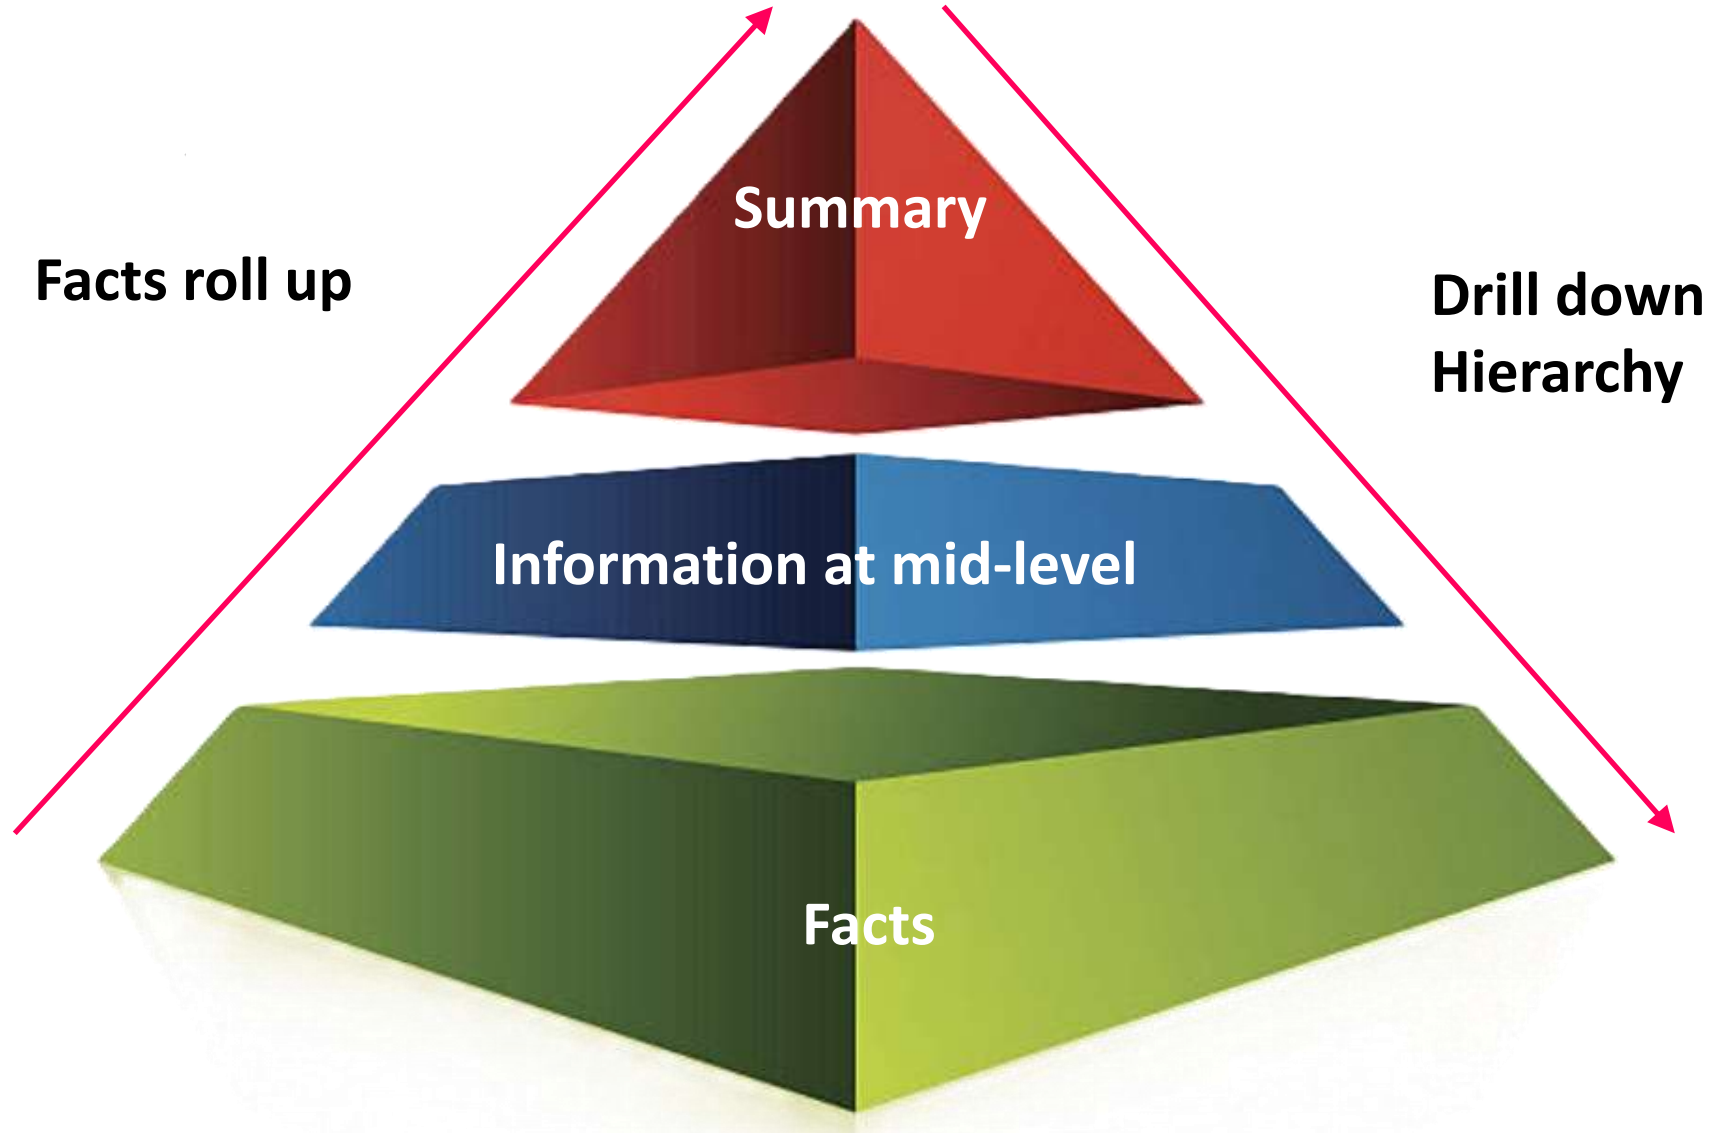 Summary
Facts roll up
Drill down
Hierarchy
Information at mid-level
Facts